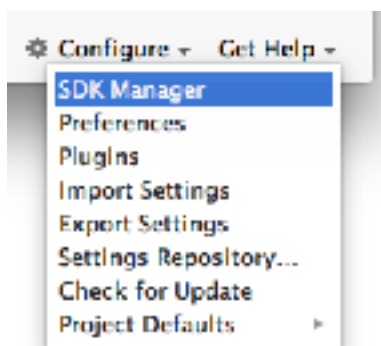 Configure Get Help
SDK Manager
Preferences
Plugins
Import Settings
Export Settings
Settings Repository...
Check for Update
Project Defaults